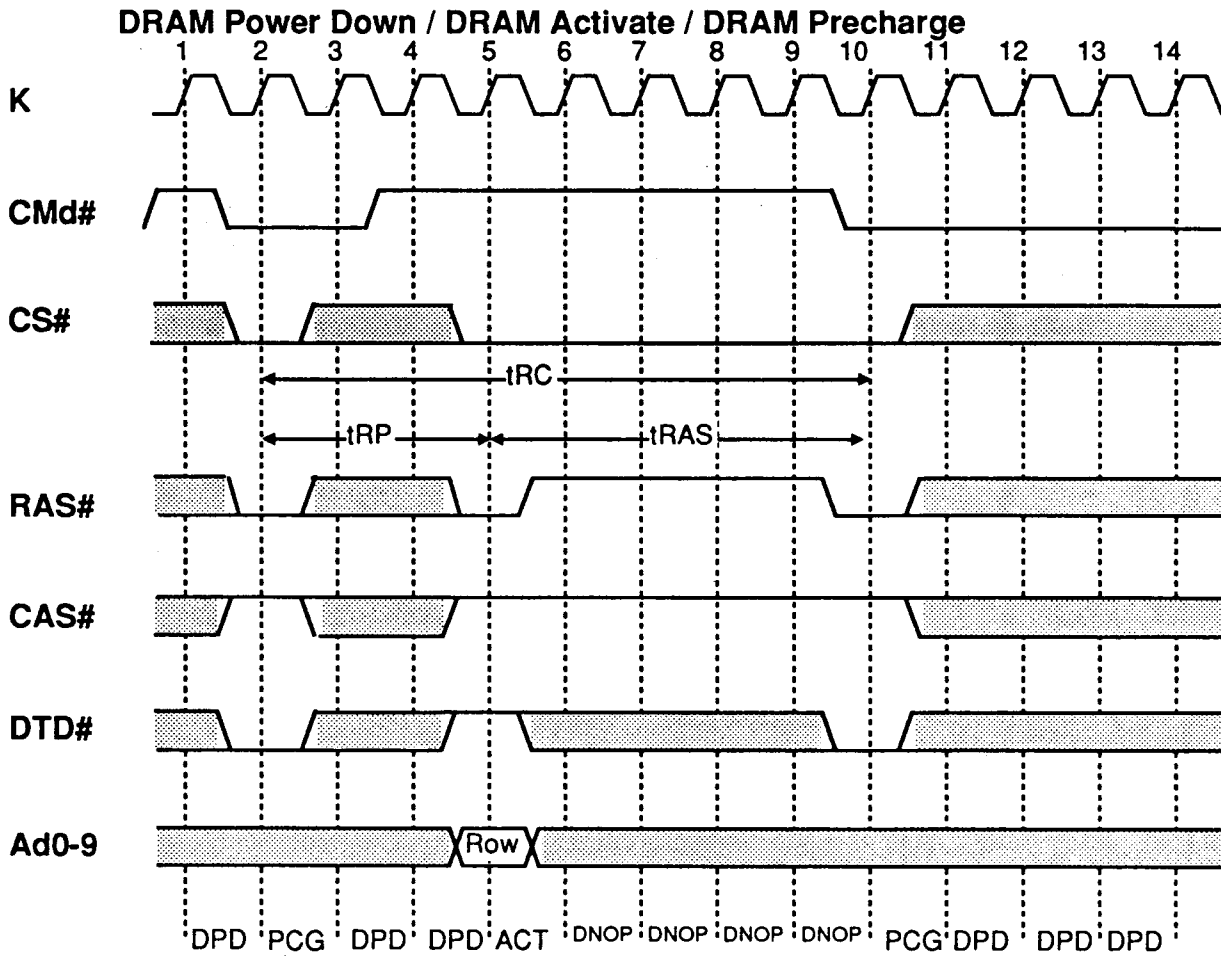 DRAM Power Down / DRAM Activate / DRAM Precharge
1 2 3 4 5 6 7 8 9 10 11 12 13 14
K
CMd#
CS#
tRC
tRP tRAS
RAS#
CAS#
DTD#
Ad0-9 Row
DPD PCG DPD DPD ACT DNOP DNOP DNOP DNOP PCG DPD DPD DPD